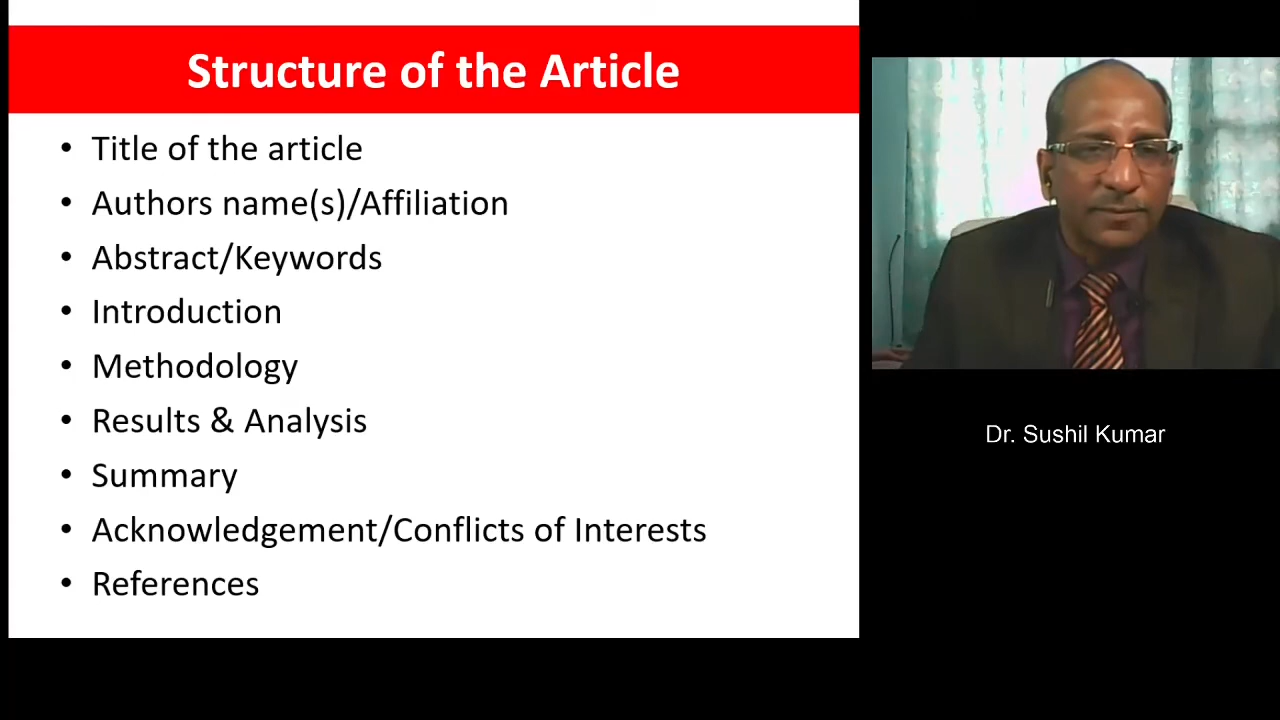 Structure of the Article
• Title of the article
• Authors name(s)/Affiliation
• Abstract/Keywords
• Introduction
• Methodology
• Results & Analysis
• Summary
• Acknowledgement/Conflicts of Interests
• References
Dr. Sushil Kumar